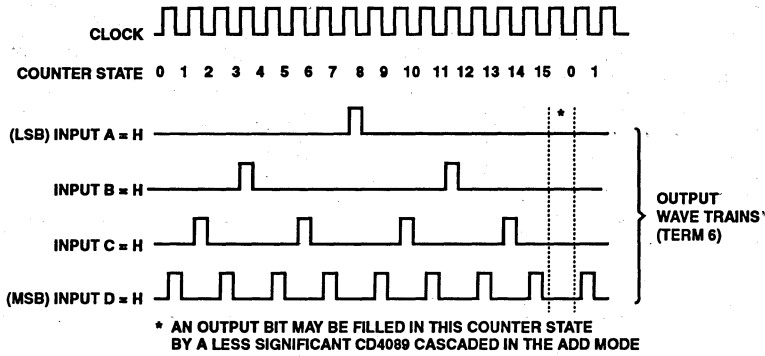 CLOCK
COUNTER STATE 0 1 2 3 4 5 6 7 8 9 10 11 12 13 14 15 0 1
*
(LSB) INPUT A = H
INPUT B = H
INPUT C = H
(MSB) INPUT D = H
OUTPUT
WAVE TRAINS
(TERM 6)
* AN OUTPUT BIT MAY BE FILLED IN THIS COUNTER STATE
BY A LESS SIGNIFICANT CD4089 CASCADED IN THE ADD MODE